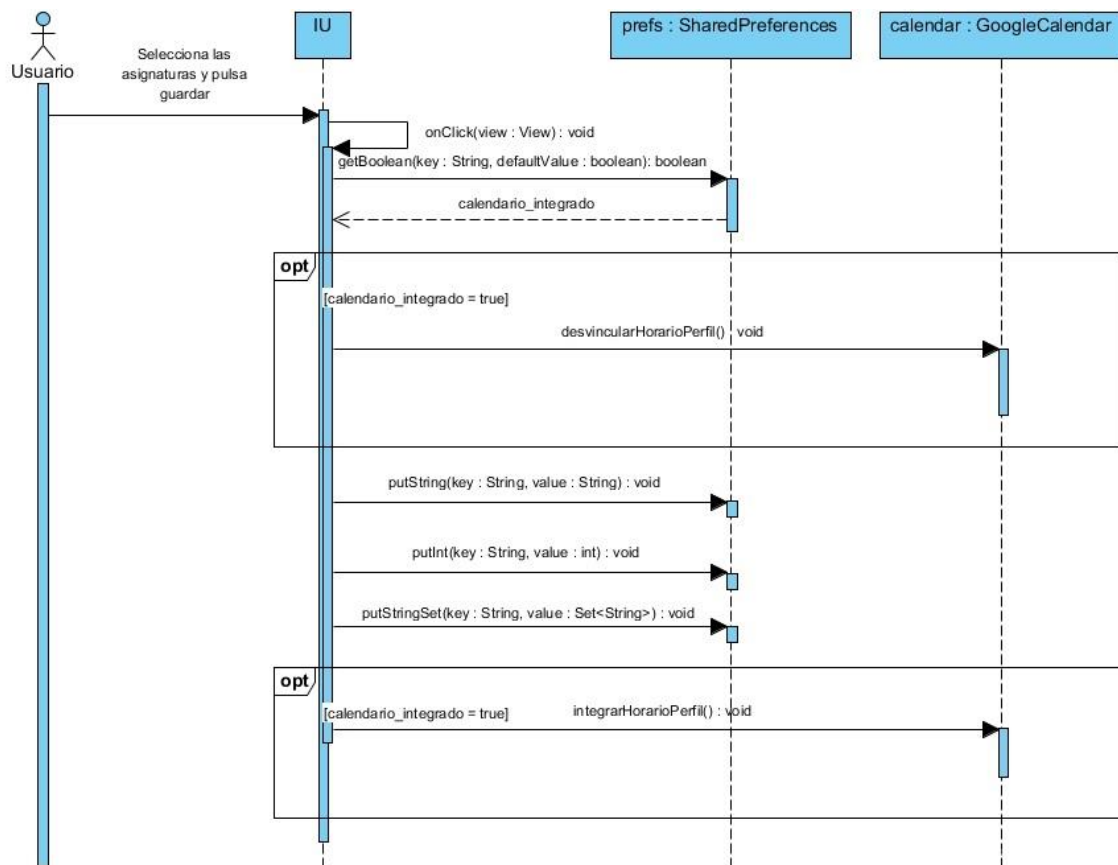 IU
prefs : SharedPreferences
calendar : GoogleCalendar
Usuario
Selecciona las
asignaturas y pulsa
guardar
onClick(view : View) : void
getBoolean(key : String, defaultValue : boolean): boolean
calendario_integrado
opt
[calendario_integrado = true]
desvincularHorarioPerfil() : void
putString(key : String, value : String) : void
putInt(key : String, value : int) : void
putStringSet(key : String, value : Set<String>) : void
opt
[calendario_integrado = true]
integrarHorarioPerfil() : void